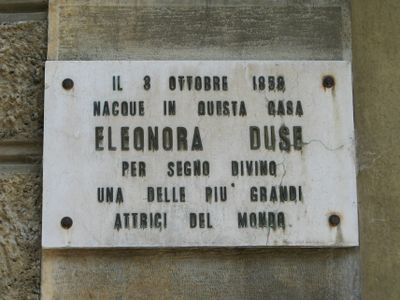 IL 3 OTTOBRE 1858
NACQUE IN QUESTA CASA
ELEONORA DUSE
PER SEGNO DIVINO
UNA DELLE PIU' GRANDI
ATTRICI DEL MONDO